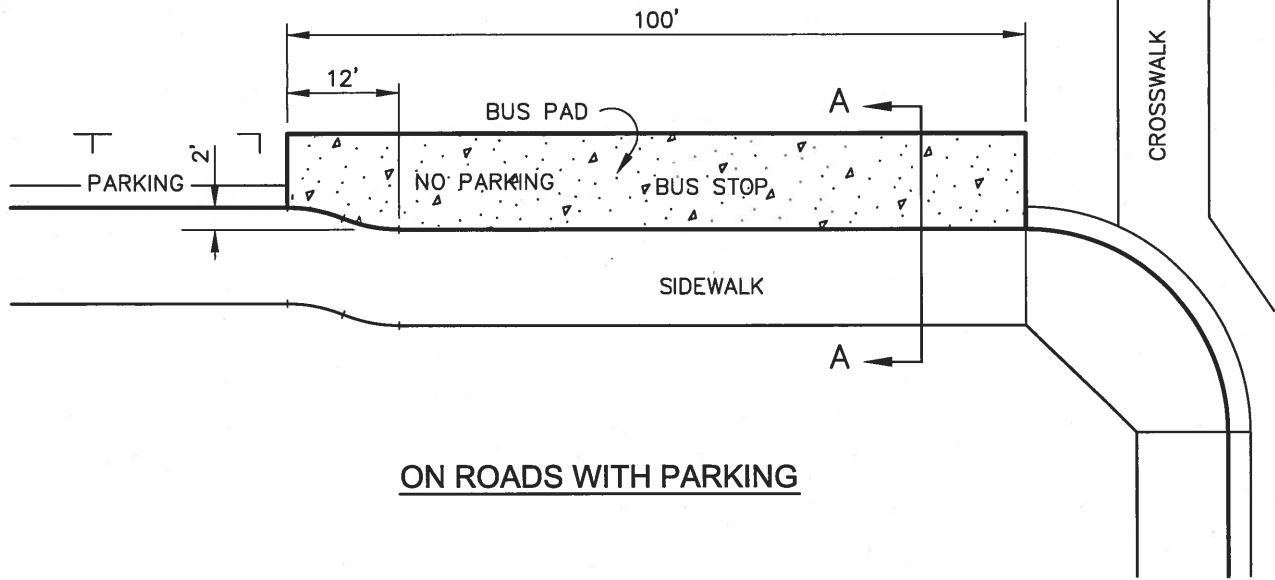 100'
12'
BUS PAD
A
CROSSWALK
2'
PARKING
NO PARKING
BUS STOP
SIDEWALK
A
ON ROADS WITH PARKING